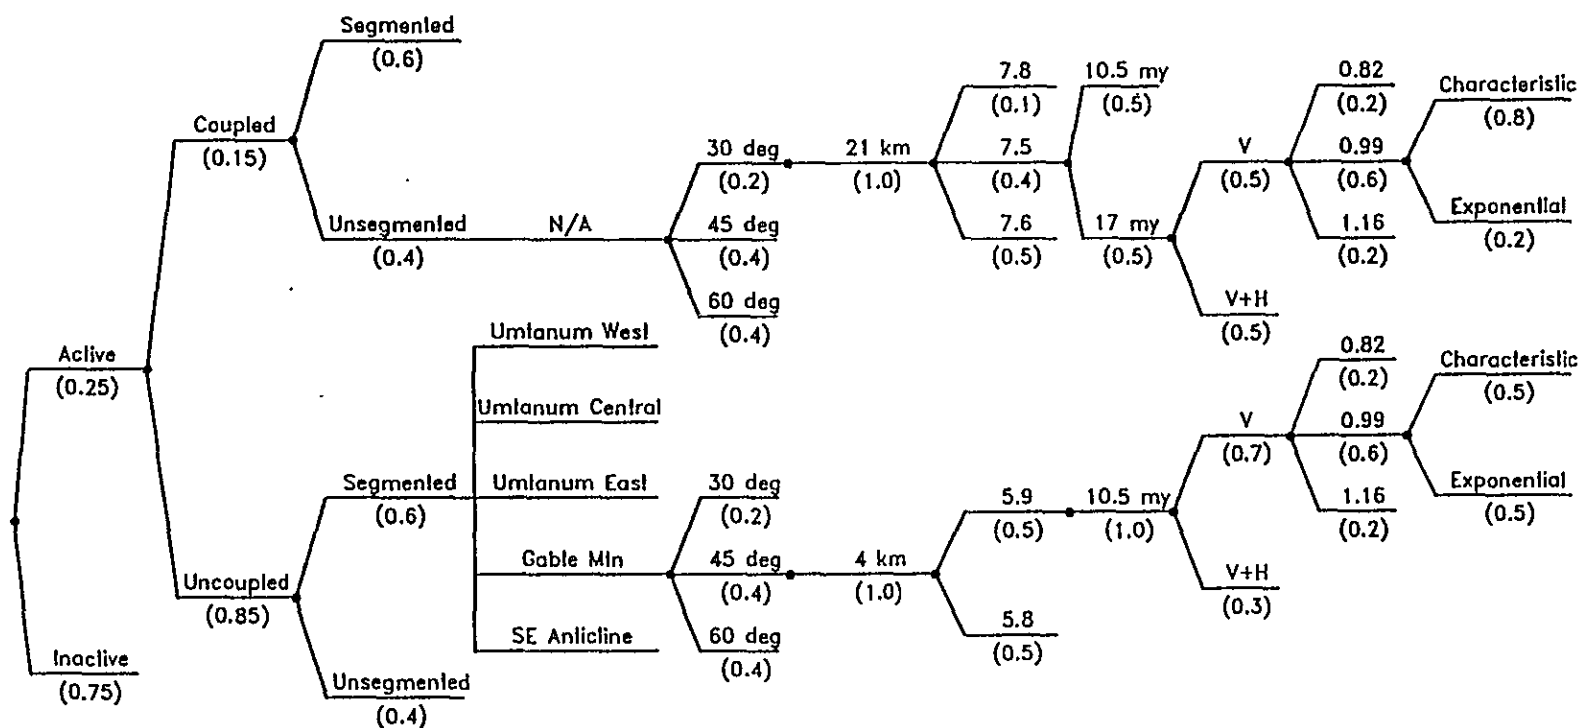 Segmented
(0.6)
Coupled
(0.15)
Unsegmented
(0.4)
N/A
30 deg
(0.2)
45 deg
(0.4)
60 deg
(0.4)
21 km
(1.0)
7.8
(0.1)
7.5
(0.4)
7.6
(0.5)
10.5 my
(0.5)
17 my
(0.5)
V
(0.5)
V+H
(0.5)
0.82
(0.2)
0.99
(0.6)
1.16
(0.2)
Characteristic
(0.8)
Exponential
(0.2)
Active
(0.25)
Inactive
(0.75)
Uncoupled
(0.85)
Segmented
(0.6)
Unsegmented
(0.4)
Umtanum West
Umtanum Central
Umtanum East
Gable Mtn
SE Anticline
30 deg
(0.2)
45 deg
(0.4)
60 deg
(0.4)
4 km
(1.0)
5.9
(0.5)
5.8
(0.5)
10.5 my
(1.0)
V
(0.7)
V+H
(0.3)
0.82
(0.2)
0.99
(0.6)
1.16
(0.2)
Characteristic
(0.5)
Exponential
(0.5)